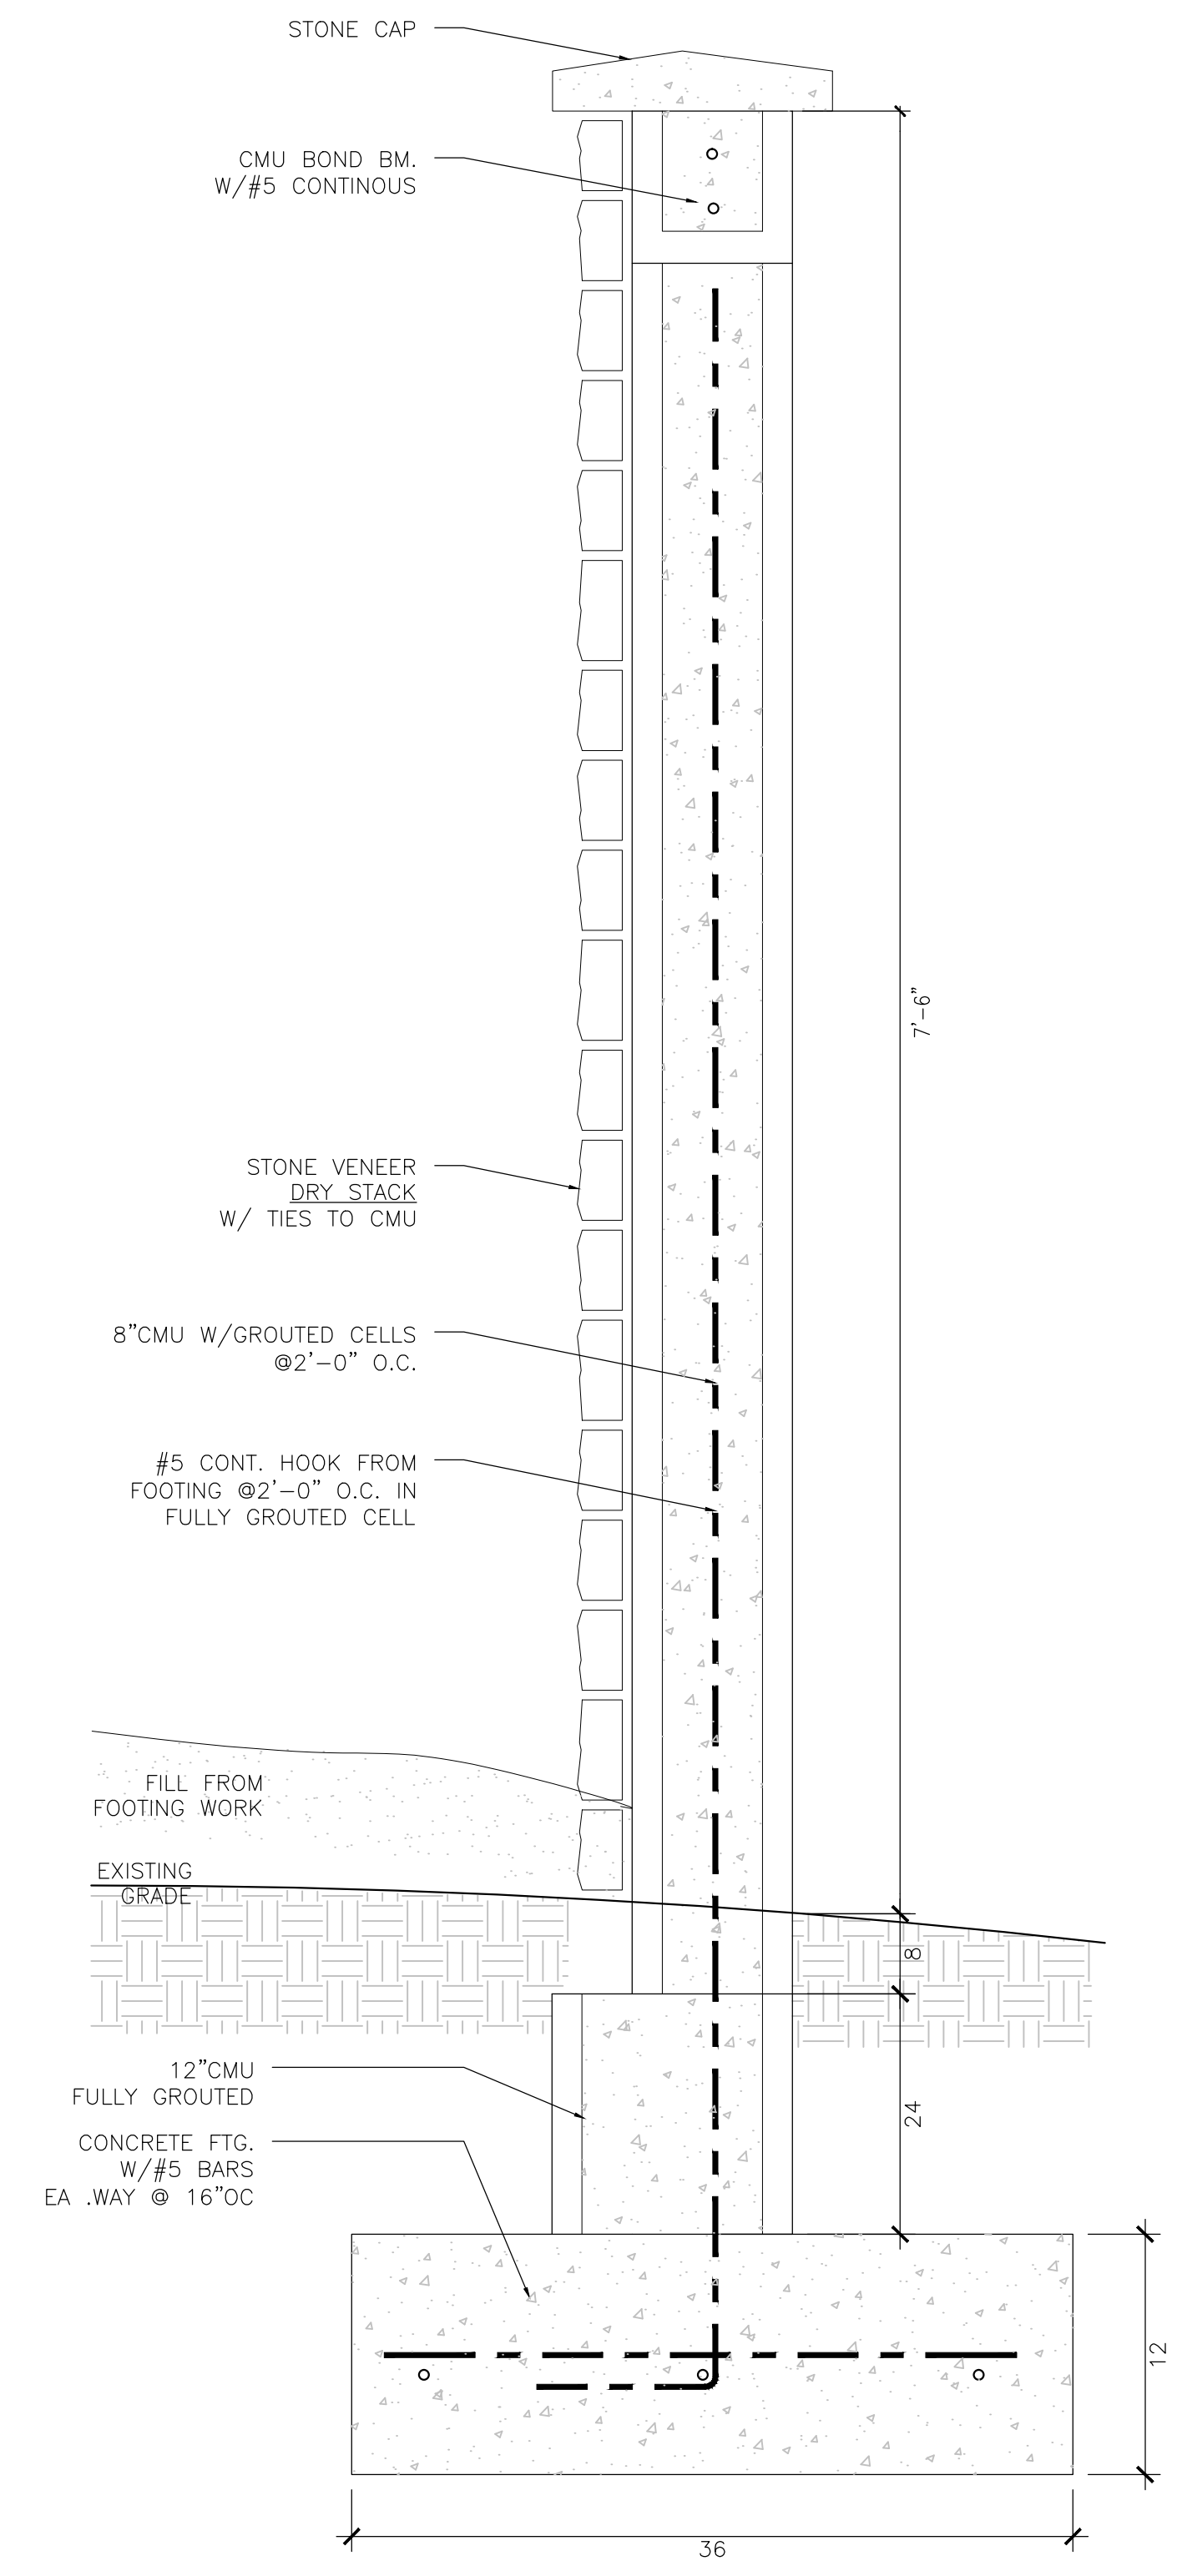 STONE CAP
CMU BOND BM.
W/#5 CONTINOUS
7'-6"
STONE VENEER
DRY STACK
W/ TIES TO CMU
8"CMU W/GROUTED CELLS
@2'-0" O.C.
#5 CONT. HOOK FROM
FOOTING @2'-0" O.C. IN
FULLY GROUTED CELL
FILL FROM
FOOTING WORK
EXISTING
GRADE
8
12"CMU
FULLY GROUTED
24
CONCRETE FTG.
W/#5 BARS
EA .WAY @ 16"OC
12
36